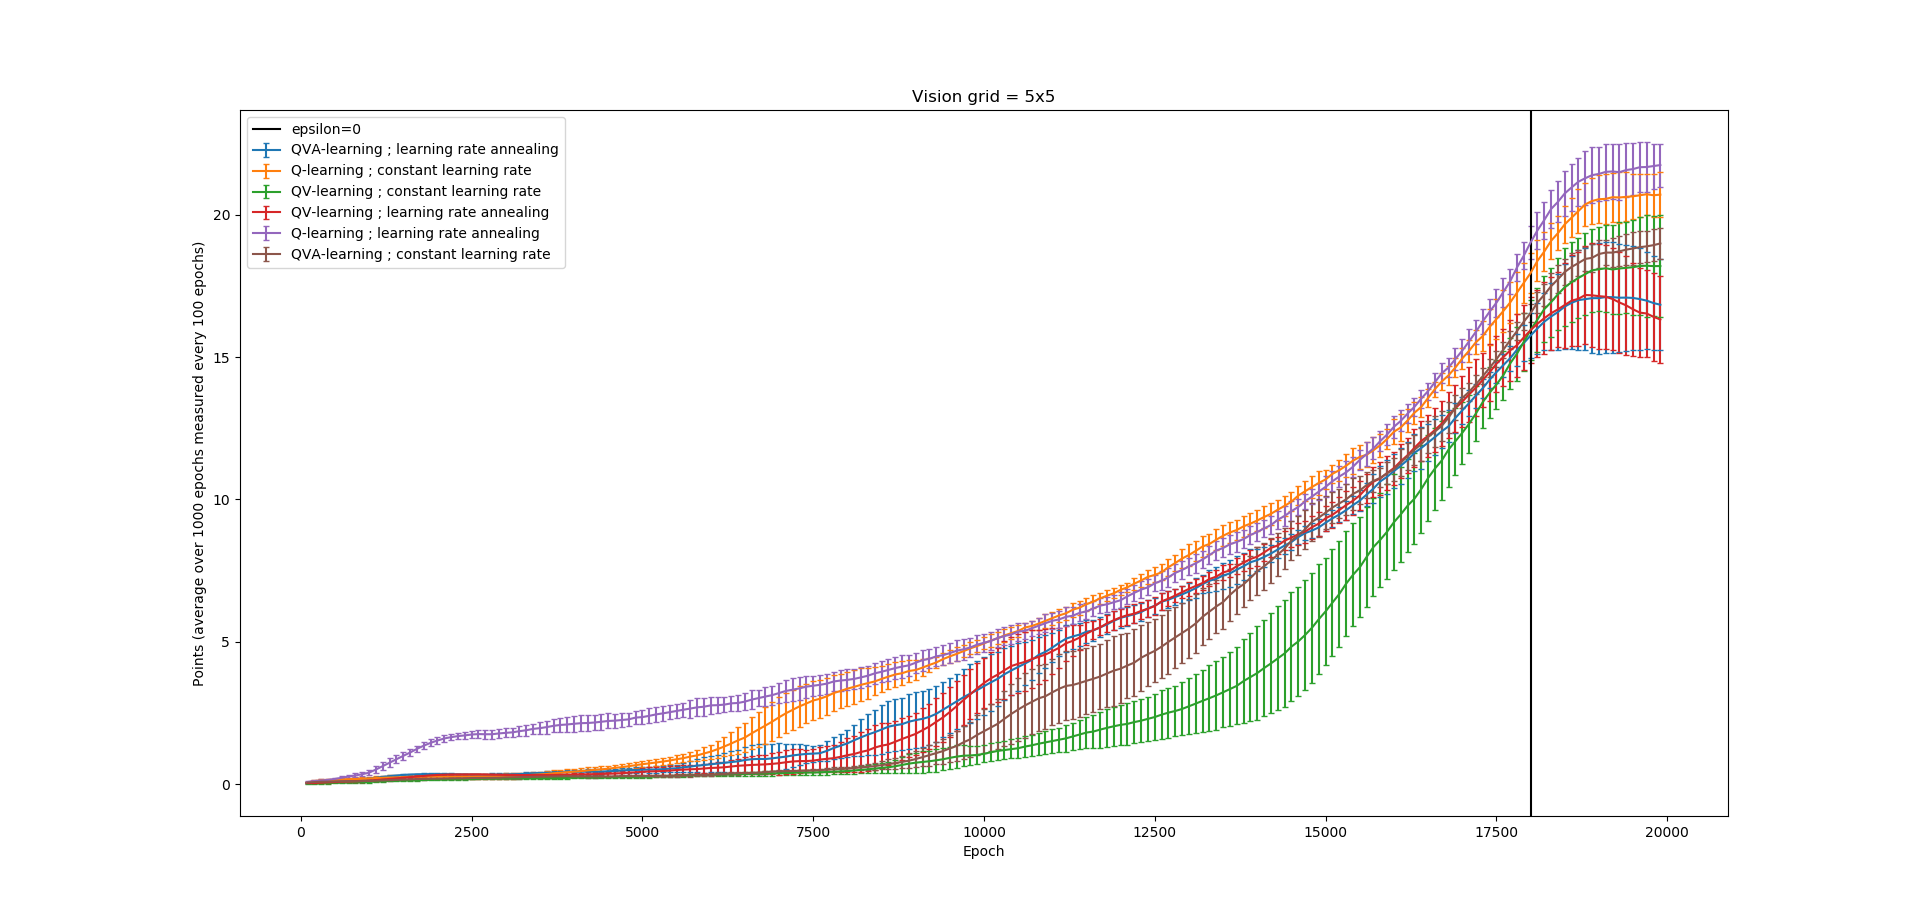 Vision grid = 5x5
epsilon=0
QVA-learning ; learning rate annealing
Q-learning ; constant learning rate
QV-learning ; constant learning rate
QV-learning ; learning rate annealing
Q-learning ; learning rate annealing
QVA-learning ; constant learning rate
Points (average over 1000 epochs measured every 100 epochs)
20
15
10
5
0
0 2500 5000 7500 10000 12500 15000 17500 20000
Epoch